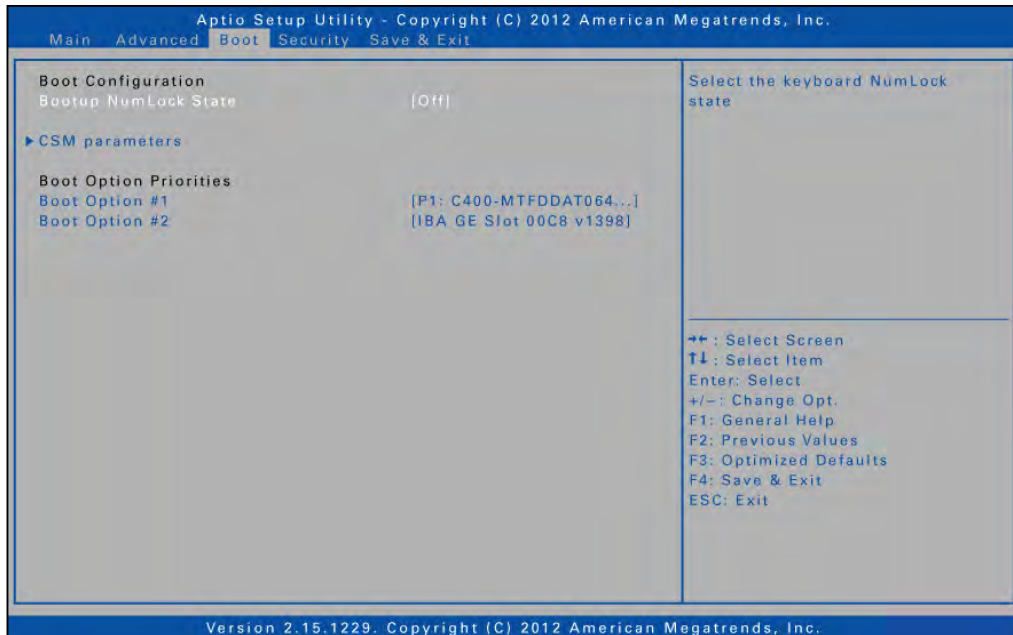 Aptio Setup Utility - Copyright (C) 2012 American Megatrends, Inc.
Main Advanced Boot Security Save & Exit
Boot Configuration
Bootup NumLock State [Off]
▶ CSM parameters
Boot Option Priorities
Boot Option #1 [P1: C400-MTFDDAT064...]
Boot Option #2 [IBA GE Slot 00C8 v1398]
Select the keyboard NumLock
state
→←: Select Screen
↑↓: Select Item
Enter: Select
+/−: Change Opt.
F1: General Help
F2: Previous Values
F3: Optimized Defaults
F4: Save & Exit
ESC: Exit
Version 2.15.1229. Copyright (C) 2012 American Megatrends, Inc.